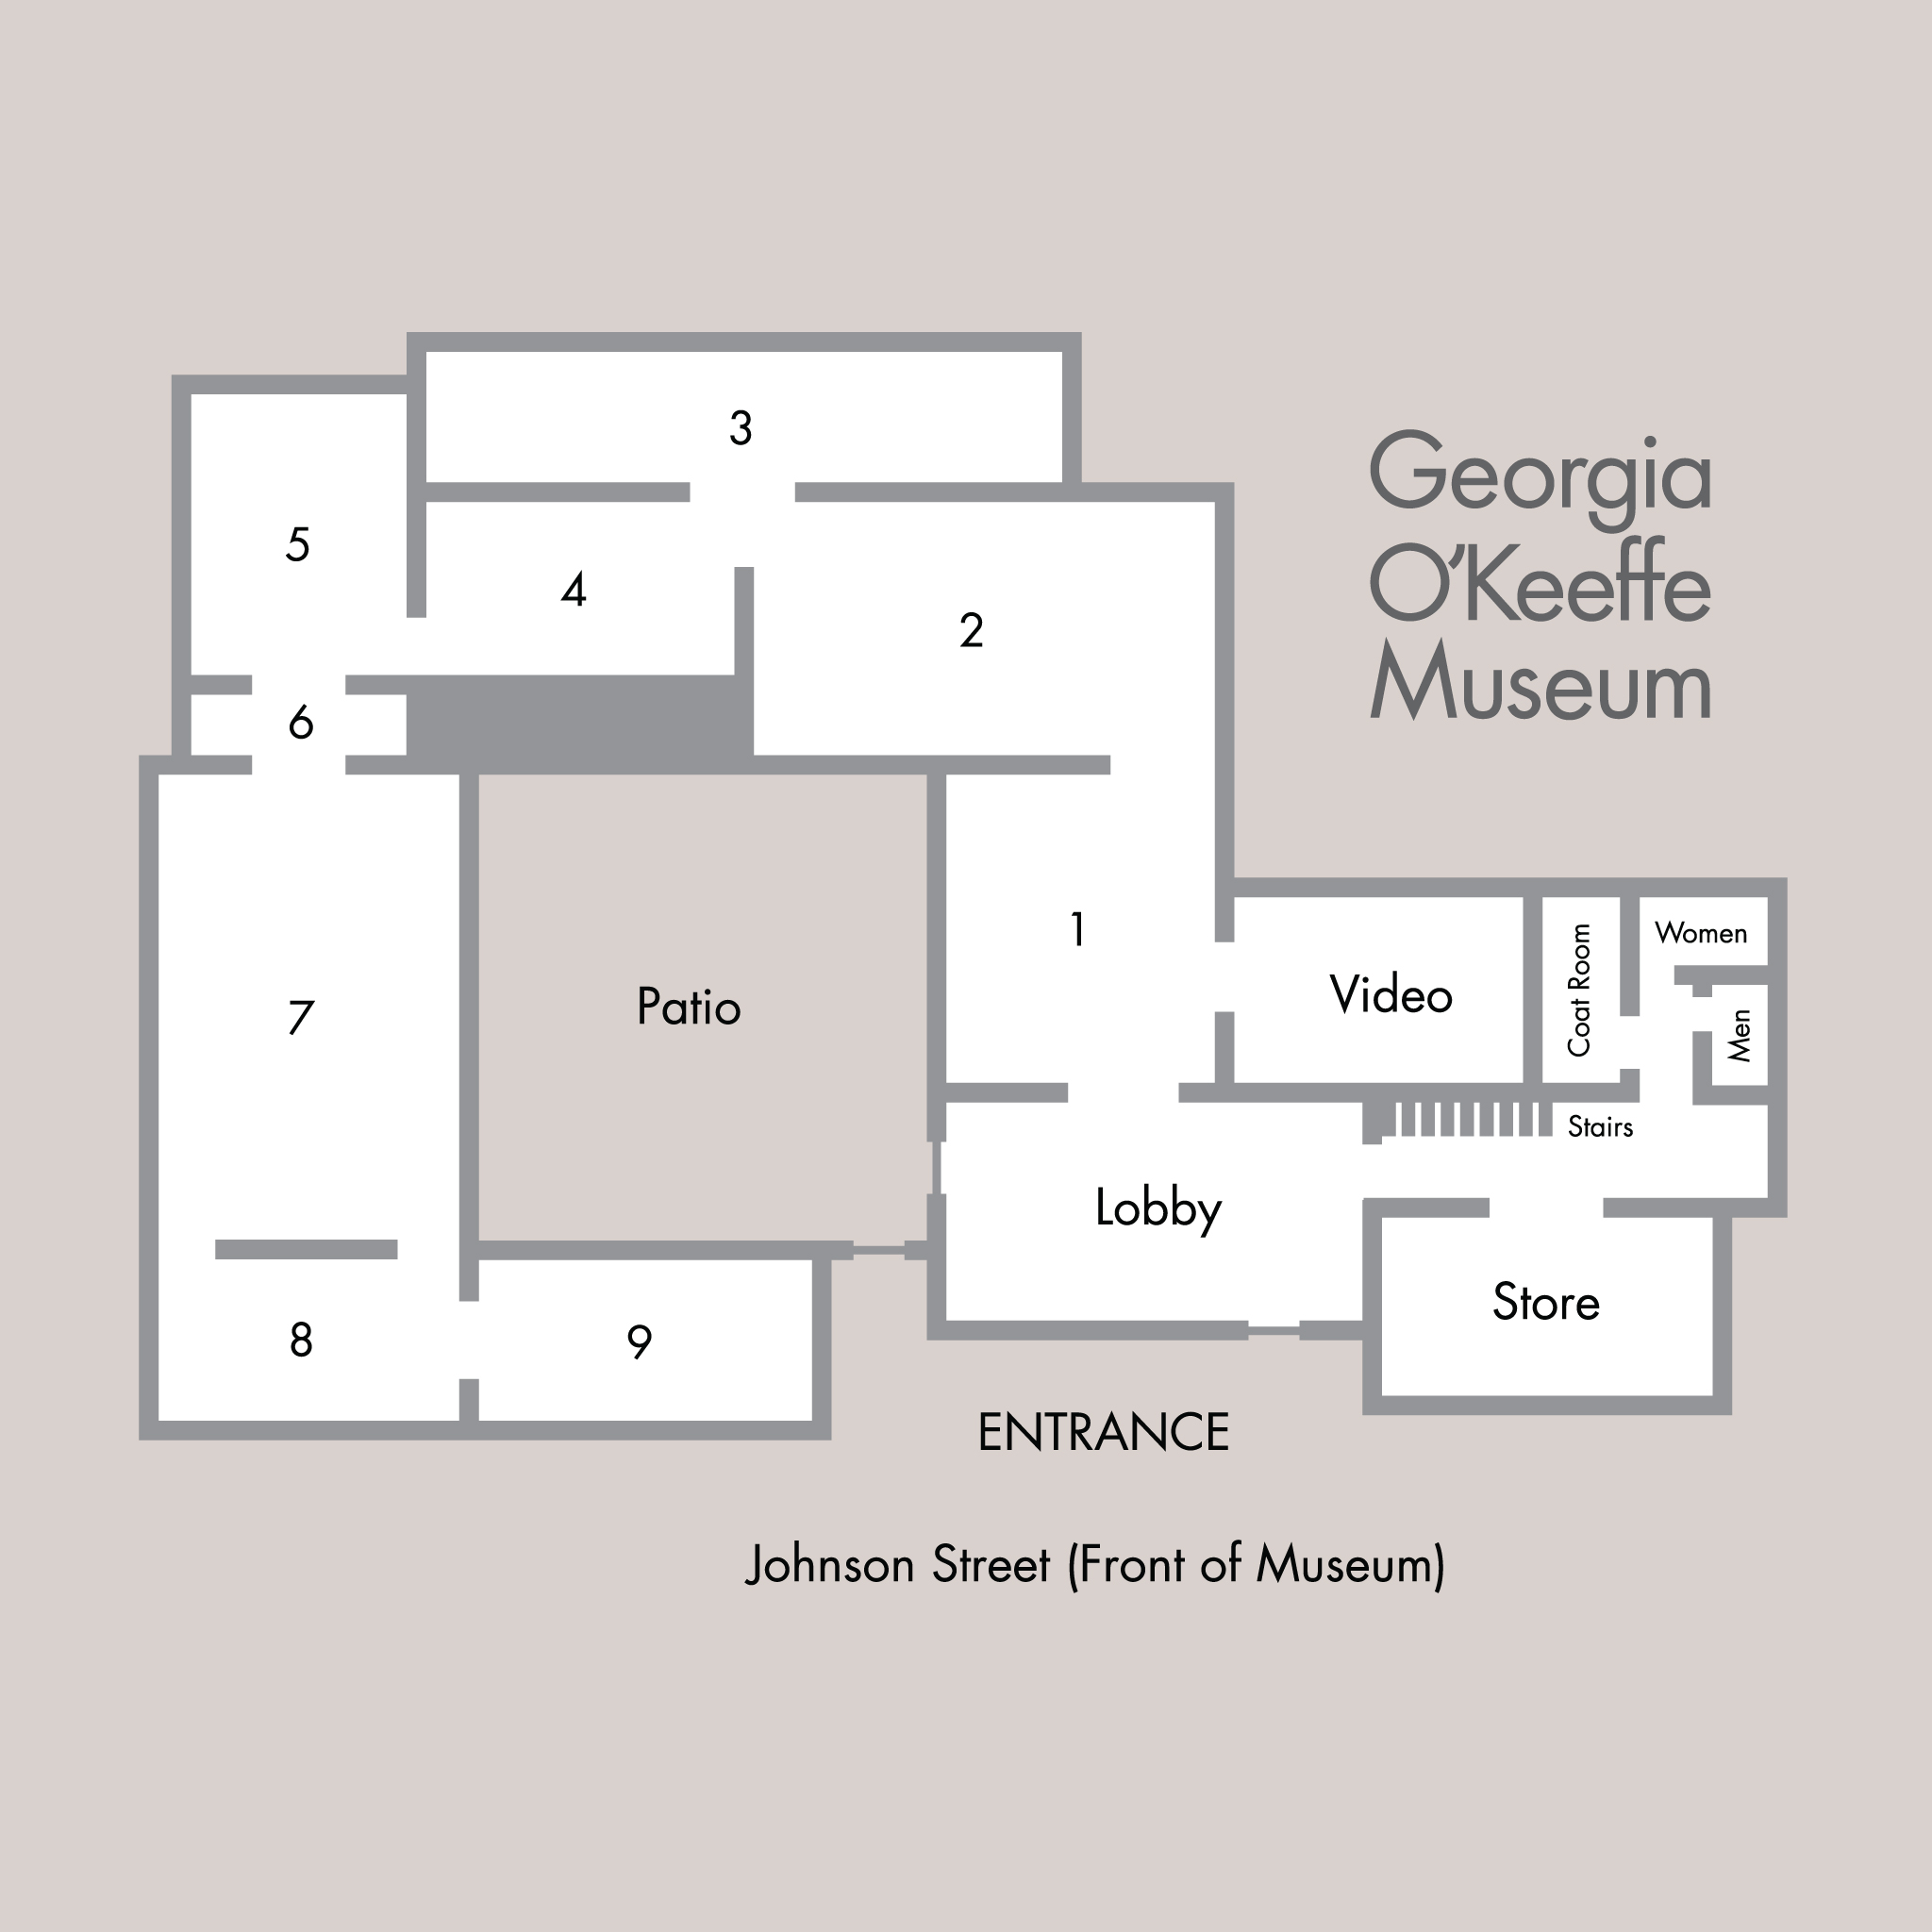 Georgia
O'Keeffe
Museum
3
5
4
2
6
1
Women
Coat Room
Video
Patio
7
Men
Stairs
Lobby
Store
8
9
ENTRANCE
Johnson Street (Front of Museum)